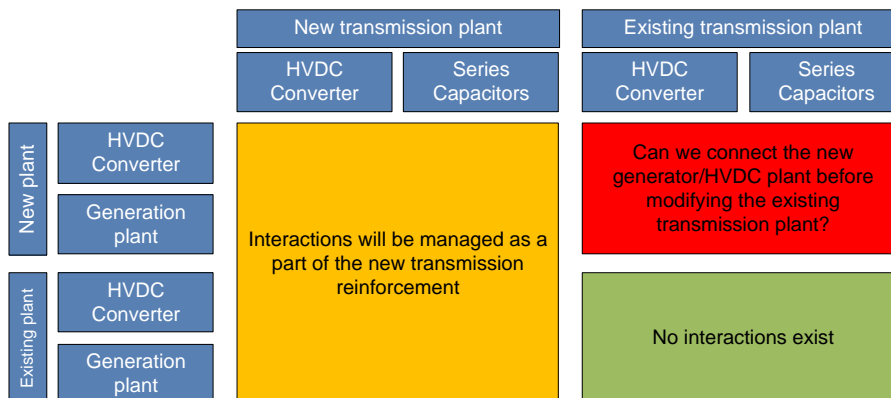 New transmission plant
Existing transmission plant
HVDC
Converter
Series
Capacitors
HVDC
Converter
Series
Capacitors
New plant
HVDC
Converter
Generation
plant
Interactions will be managed as a
part of the new transmission
reinforcement
Can we connect the new
generator/HVDC plant before
modifying the existing
transmission plant?
Existing plant
HVDC
Converter
Generation
plant
No interactions exist